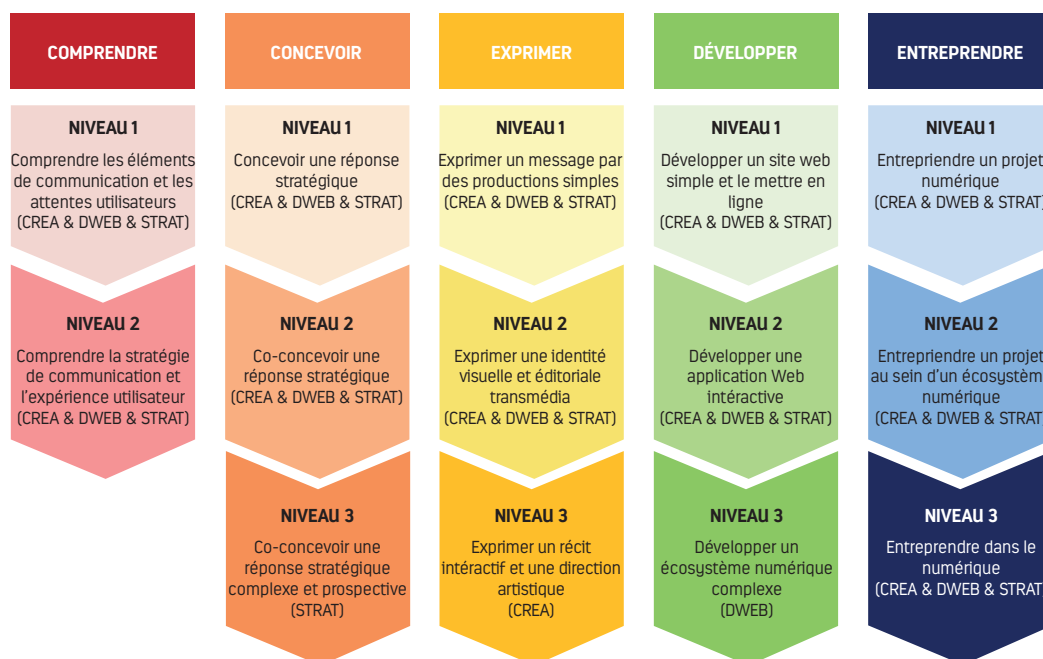 COMPRENDRE
NIVEAU 1
Comprendre les éléments
de communication et les
attentes utilisateurs
(CREA & DWEB & STRAT)
NIVEAU 2
Comprendre la stratégie
de communication et
l'expérience utilisateur
(CREA & DWEB & STRAT)
CONCEVOIR
NIVEAU 1
Concevoir une réponse
stratégique
(CREA & DWEB & STRAT)
NIVEAU 2
Co-concevoir une
réponse stratégique
(CREA & DWEB & STRAT)
NIVEAU 3
Co-concevoir une
réponse stratégique
complexe et prospective
(STRAT)
EXPRIMER
NIVEAU 1
Exprimer un message par
des productions simples
(CREA & DWEB & STRAT)
NIVEAU 2
Exprimer une identité
visuelle et éditoriale
transmédia
(CREA & DWEB & STRAT)
NIVEAU 3
Exprimer un récit
intéractif et une direction
artistique
(CREA)
DÉVELOPPER
NIVEAU 1
Développer un site web
simple et le mettre en
ligne
(CREA & DWEB & STRAT)
NIVEAU 2
Développer une
application Web
intéractive
(CREA & DWEB & STRAT)
NIVEAU 3
Développer un
écosystème numérique
complexe
(DWEB)
ENTREPRENDRE
NIVEAU 1
Entrepriendre un projet
numérique
(CREA & DWEB & STRAT)
NIVEAU 2
Entrepriendre un projet
au sein d'un écosystème
numérique
(CREA & DWEB & STRAT)
NIVEAU 3
Entreprendre dans le
numérique
(CREA & DWEB & STRAT